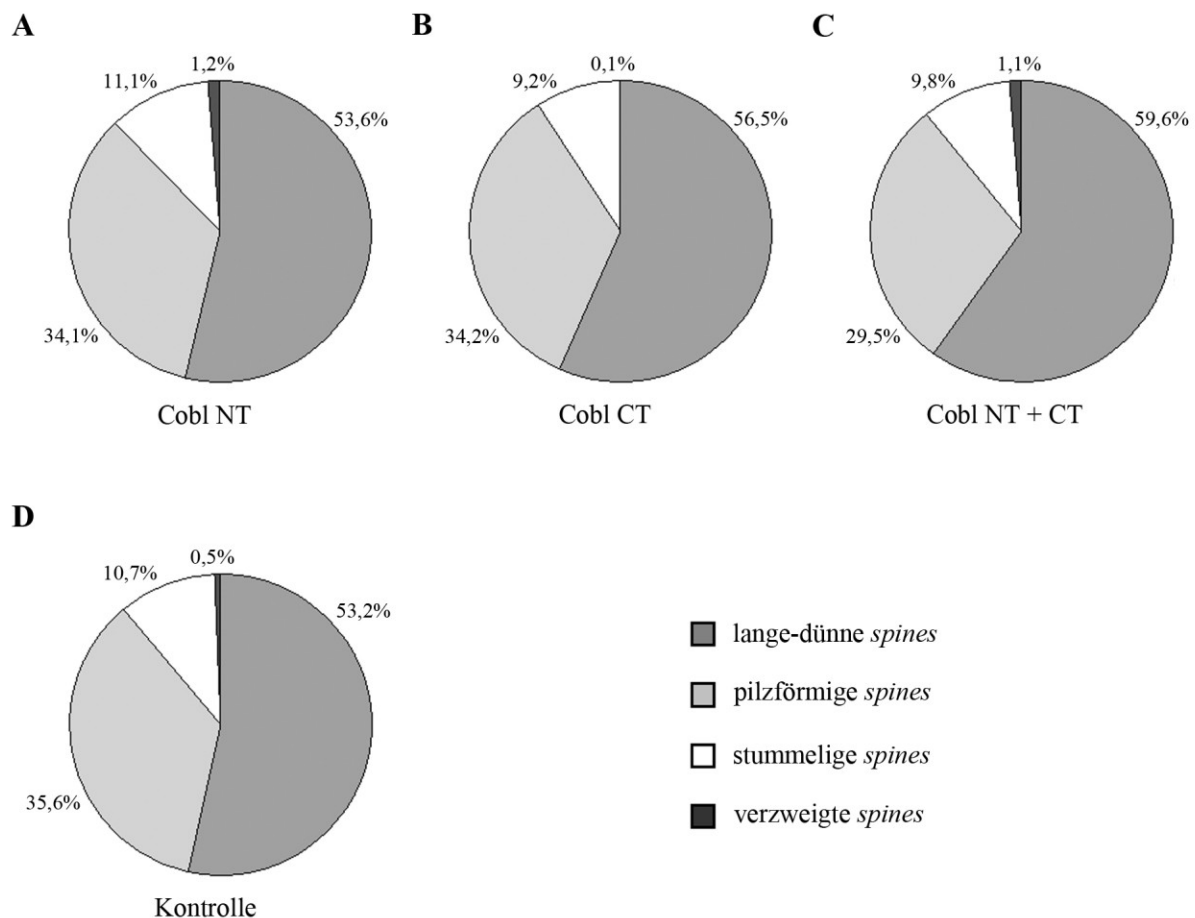 A
1,2%
11,1%
53,6%
34,1%
Cobl NT
B
0,1%
9,2%
56,5%
34,2%
Cobl CT
C
1,1%
9,8%
59,6%
29,5%
Cobl NT + CT
D
0,5%
10,7%
53,2%
35,6%
Kontrolle
lange-dünne spines
pilzförmige spines
stummelige spines
verzweigte spines